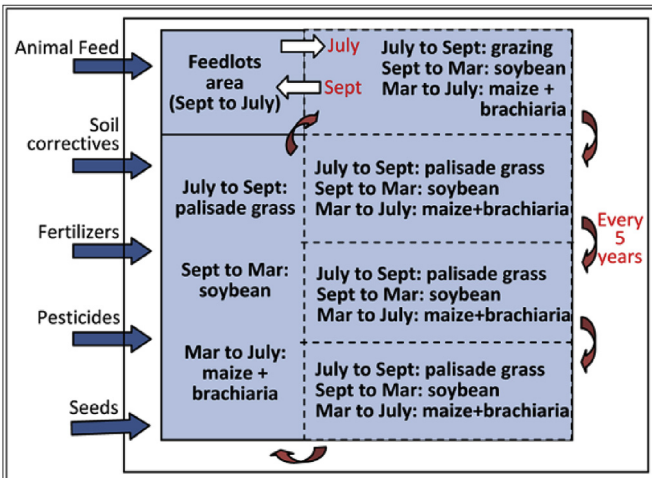 Animal Feed
Soil
correctives
Fertilizers
Pesticides
Seeds
Feedlots
area
(Sept to July)
July
Sept
July to Sept: grazing
Sept to Mar: soybean
Mar to July: maize +
brachiaria
July to Sept:
palisade grass
Sept to Mar:
soybean
Mar to July:
maize +
brachiaria
July to Sept: palisade grass
Sept to Mar: soybean
Mar to July: maize+brachiaria
July to Sept: palisade grass
Sept to Mar: soybean
Mar to July: maize+brachiaria
July to Sept: palisade grass
Sept to Mar: soybean
Mar to July: maize+brachiaria
Every
5
years